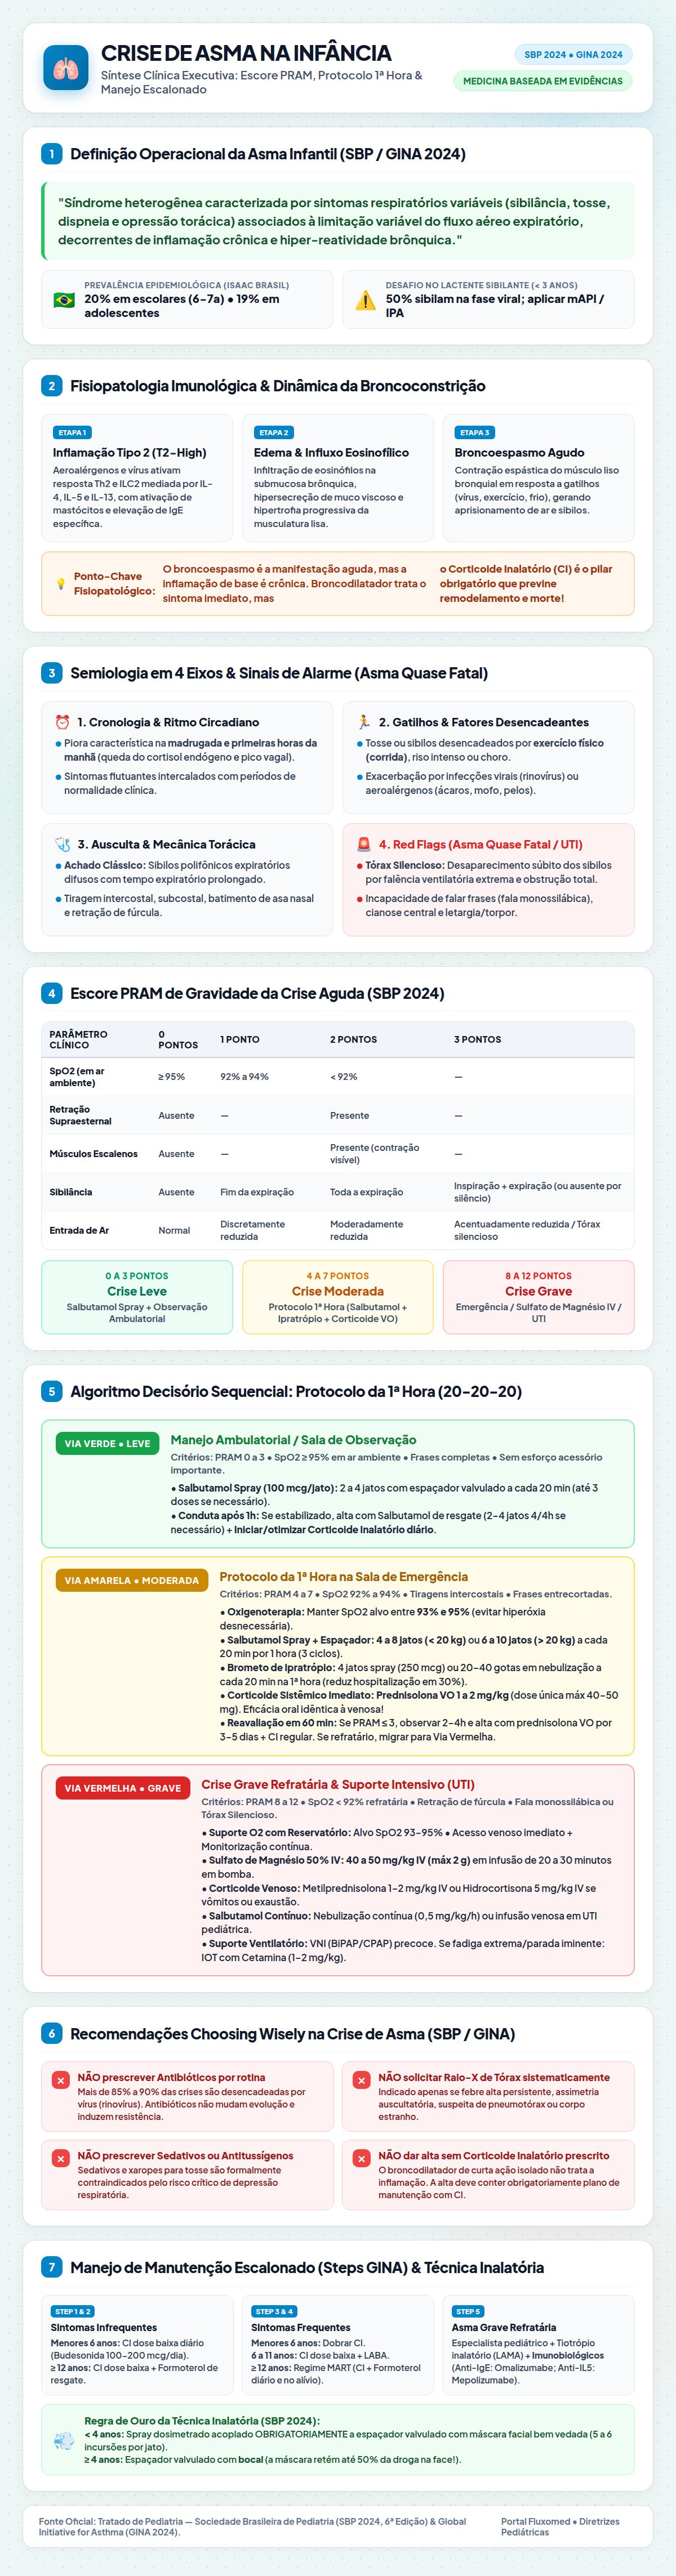 CRISE DE ASMA NA INFÂNCIA
Síntese Clínica Executiva: Escore PRAM, Protocolo 1ª Hora &
Manejo Escalonado
SBP 2024 • GINA 2024
MEDICINA BASEADA EM EVIDÊNCIAS
1 Definição Operacional da Asma Infantil (SBP / GINA 2024)
"Síndrome heterogênea caracterizada por sintomas respiratórios variáveis (sibilância, tosse,
dispneia e opressão torácica) associados à limitação variável do fluxo aéreo expiratório,
decorrentes de inflamação crônica e hiper-reatividade brônquica."
PREVALÊNCIA EPIDEMIOLÓGICA (ISAAC BRASIL)
20% em escolares (6-7a) • 19% em
adolescentes
DESAFIO NO LACTENTE SIBILANTE (< 3 ANOS)
50% sibilam na fase viral; aplicar mAPI /
IPA
2 Fisiopatologia Imunológica & Dinâmica da Broncoconstrição
ETAPA 1
Inflamação Tipo 2 (T2-High)
Aeroalérgenos e vírus ativam
resposta Th2 e ILC2 mediada por IL-
4, IL-5 e IL-13, com ativação de
mastócitos e elevação de IgE
específica.
ETAPA 2
Edema & Influxo Eosinofílico
Infiltração de eosinófilos na
submucosa brônquica,
hipersecreção de muco viscoso e
hipertrofia progressiva da
musculatura lisa.
ETAPA 3
Broncoespasmo Agudo
Contração espástica do músculo liso
bronquial em resposta a gatilhos
(vírus, exercício, frio), gerando
aprisionamento de ar e sibilos.
Ponto-Chave
Fisiopatológico:
O broncoespasmo é a manifestação aguda, mas a
inflamação de base é crônica. Broncodilatador trata o
sintoma imediato, mas
o Corticoide Inalatório (CI) é o pilar
obrigatório que previne
remodelamento e morte!
3 Semiologia em 4 Eixos & Sinais de Alarme (Asma Quase Fatal)
1. Cronologia & Ritmo Circadiano
• Piora característica na madrugada e primeiras horas da
manhã (queda do cortisol endógeno e pico vagal).
• Sintomas flutuantes intercalados com períodos de
normalidade clínica.
2. Gatilhos & Fatores Desencadeantes
• Tosse ou sibilos desencadeados por exercício físico
(corrida), riso intenso ou choro.
• Exacerbação por infecções virais (rinovírus) ou
aeroalérgenos (ácaros, mofo, pelos).
3. Ausculta & Mecânica Torácica
• Achado Clássico: Sibilos polifônicos expiratórios
difusos com tempo expiratório prolongado.
• Tiragem intercostal, subcostal, batimento de asa nasal
e retração de fúrcula.
4. Red Flags (Asma Quase Fatal / UTI)
• Tórax Silencioso: Desaparecimento súbito dos sibilos
por falência ventilatória extrema e obstrução total.
• Incapacidade de falar frases (fala monossilábica),
cianose central e letargia/torpor.
4 Escore PRAM de Gravidade da Crise Aguda (SBP 2024)
PARÂMETRO CLÍNICO | 0 PONTOS | 1 PONTO | 2 PONTOS | 3 PONTOS
SpO2 (em ar ambiente) | ≥ 95% | 92% a 94% | < 92% | —
Retração Supraesternal | Ausente | — | Presente | —
Músculos Escalenos | Ausente | — | Presente (contração visível) | —
Sibilância | Ausente | Fim da expiração | Toda a expiração | Inspiração + expiração (ou ausente por silêncio)
Entrada de Ar | Normal | Discretamente reduzida | Moderadamente reduzida | Acentuadamente reduzida / Tórax silencioso
0 A 3 PONTOS
Crise Leve
Salbutamol Spray + Observação
Ambulatorial
4 A 7 PONTOS
Crise Moderada
Protocolo 1ª Hora (Salbutamol +
Ipratrópio + Corticoide VO)
8 A 12 PONTOS
Crise Grave
Emergência / Sulfato de Magnésio IV /
UTI
5 Algoritmo Decisório Sequencial: Protocolo da 1ª Hora (20-20-20)
VIA VERDE • LEVE
Manejo Ambulatorial / Sala de Observação
Critérios: PRAM 0 a 3 • SpO2 ≥ 95% em ar ambiente • Frases completas • Sem esforço acessório
importante.
• Salbutamol Spray (100 mcg/jato): 2 a 4 jatos com espaçador valvulado a cada 20 min (até 3
doses se necessário).
• Conduta após 1h: Se estabilizado, alta com Salbutamol de resgate (2-4 jatos 4/4h se
necessário) + Iniciar/otimizar Corticoide Inalatório diário.
VIA AMARELA • MODERADA
Protocolo da 1ª Hora na Sala de Emergência
Critérios: PRAM 4 a 7 • SpO2 92% a 94% • Tiragens intercostais • Frases entrecortadas.
• Oxigenoterapia: Manter SpO2 alvo entre 93% e 95% (evitar hiperóxia
desnecessária).
• Salbutamol Spray + Espaçador: 4 a 8 jatos (< 20 kg) ou 6 a 10 jatos (> 20 kg) a cada
20 min por 1 hora (3 ciclos).
• Brometo de Ipratrópio: 4 jatos spray (250 mcg) ou 20-40 gotas em nebulização a
cada 20 min na 1ª hora (reduz hospitalização em 30%).
• Corticoide Sistêmico Imediato: Prednisolona VO 1 a 2 mg/kg (dose única máx 40-50
mg). Eficácia oral idêntica à venosa!
• Reavaliação em 60 min: Se PRAM ≤ 3, observar 2-4h e alta com prednisolona VO por
3-5 dias + CI regular. Se refratário, migrar para Via Vermelha.
VIA VERMELHA • GRAVE
Crise Grave Refratária & Suporte Intensivo (UTI)
Critérios: PRAM 8 a 12 • SpO2 < 92% refratária • Retração de fúrcula • Fala monossilábica ou
Tórax Silencioso.
• Suporte O2 com Reservatório: Alvo SpO2 93-95% • Acesso venoso imediato +
Monitorização contínua.
• Sulfato de Magnésio 50% IV: 40 a 50 mg/kg IV (máx 2 g) em infusão de 20 a 30 minutos
em bomba.
• Corticoide Venoso: Metilprednisolona 1-2 mg/kg IV ou Hidrocortisona 5 mg/kg IV se
vômitos ou exaustão.
• Salbutamol Contínuo: Nebulização contínua (0,5 mg/kg/h) ou infusão venosa em UTI
pediátrica.
• Suporte Ventilatório: VNI (BiPAP/CPAP) precoce. Se fadiga extrema/parada iminente:
IOT com Cetamina (1-2 mg/kg).
6 Recomendações Choosing Wisely na Crise de Asma (SBP / GINA)
NÃO prescrever Antibióticos por rotina
Mais de 85% a 90% das crises são desencadeadas por
vírus (rinovírus). Antibióticos não mudam evolução e
induzem resistência.
NÃO solicitar Raio-X de Tórax sistematicamente
Indicado apenas se febre alta persistente, assimetria
auscultatória, suspeita de pneumotórax ou corpo
estranho.
NÃO prescrever Sedativos ou Antitussígenos
Sedativos e xaropes para tosse são formalmente
contraindicados pelo risco crítico de depressão
respiratória.
NÃO dar alta sem Corticoide Inalatório prescrito
O broncodilatador de curta ação isolado não trata a
inflamação. A alta deve conter obrigatoriamente plano de
manutenção com CI.
7 Manejo de Manutenção Escalonado (Steps GINA) & Técnica Inalatória
STEP 1 & 2
Sintomas Infrequentes
Menores 6 anos: CI dose baixa diário
(Budesonida 100-200 mcg/dia).
≥ 12 anos: CI dose baixa + Formoterol de
resgate.
STEP 3 & 4
Sintomas Frequentes
Menores 6 anos: Dobrar CI.
6 a 11 anos: CI dose baixa + LABA.
≥ 12 anos: Regime MART (CI + Formoterol
diário e no alívio).
STEP 5
Asma Grave Refratária
Especialista pediátrico + Tiotrópio
inalatório (LAMA) + Imunobiológicos
(Anti-IgE: Omalizumabe; Anti-IL5:
Mepolizumabe).
Regra de Ouro da Técnica Inalatória (SBP 2024):
< 4 anos: Spray dosimetrado acoplado OBRIGATORIAMENTE a espaçador valvulado com máscara facial bem vedada (5 a 6
incursões por jato).
≥ 4 anos: Espaçador valvulado com bocal (a máscara retém até 50% da droga na face!).
Fonte Oficial: Tratado de Pediatria — Sociedade Brasileira de Pediatria (SBP 2024, 6ª Edição) & Global
Initiative for Asthma (GINA 2024).
Portal Fluxomed • Diretrizes
Pediátricas